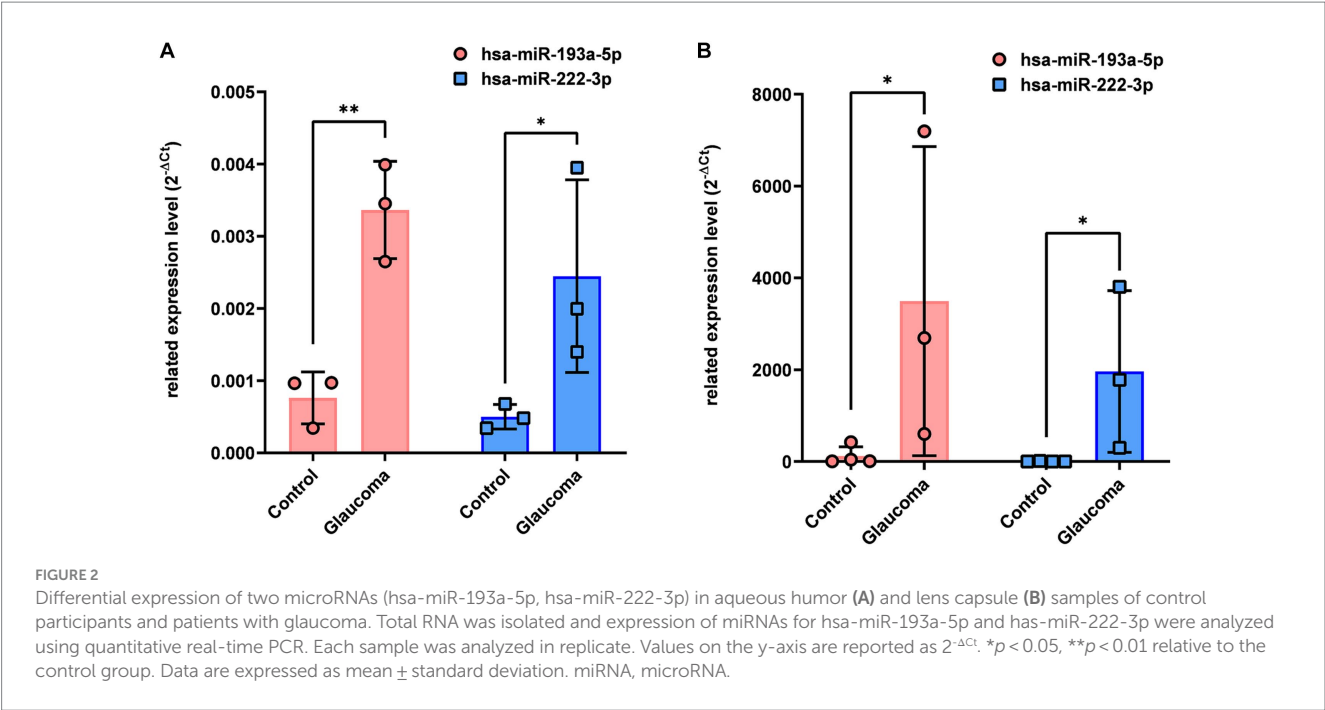 A
hsa-miR-193a-5p
hsa-miR-222-3p
related expression level (2^-ΔCt)
0.005
0.004
0.003
0.002
0.001
0.000
**
*
Control
Glaucoma
Control
Glaucoma
B
hsa-miR-193a-5p
hsa-miR-222-3p
related expression level (2^-ΔCt)
8000
6000
4000
2000
0
*
*
Control
Glaucoma
Control
Glaucoma
FIGURE 2
Differential expression of two microRNAs (hsa-miR-193a-5p, hsa-miR-222-3p) in aqueous humor (A) and lens capsule (B) samples of control
participants and patients with glaucoma. Total RNA was isolated and expression of miRNAs for hsa-miR-193a-5p and has-miR-222-3p were analyzed
using quantitative real-time PCR. Each sample was analyzed in replicate. Values on the y-axis are reported as 2^-ΔCt. *p < 0.05, **p < 0.01 relative to the
control group. Data are expressed as mean ± standard deviation. miRNA, microRNA.